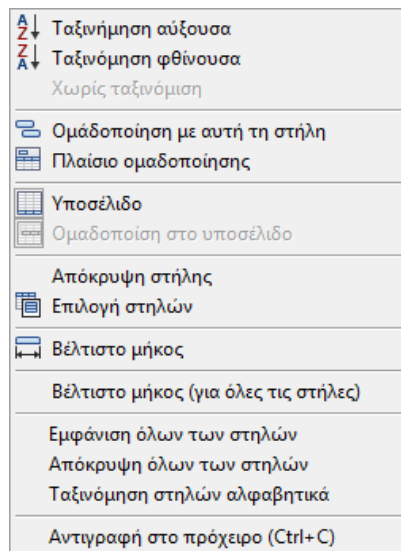 Ταξινήμηση αύξουσα
Ταξινόμηση φθίνουσα
Χωρίς ταξινόμιση
Ομάδοποίηση με αυτή τη στήλη
Πλαίσιο ομαδοποίησης
Υποσέλιδο
Ομαδοποίση στο υποσέλιδο
Απόκρυψη στήλης
Επιλογή στηλών
Βέλτιστο μήκος
Βέλτιστο μήκος (για όλες τις στήλες)
Εμφάνιση όλων των στηλών
Απόκρυψη όλων των στηλών
Ταξινόμηση στηλών αλφαβητικά
Αντιγραφή στο πρόχειρο (Ctrl+C)